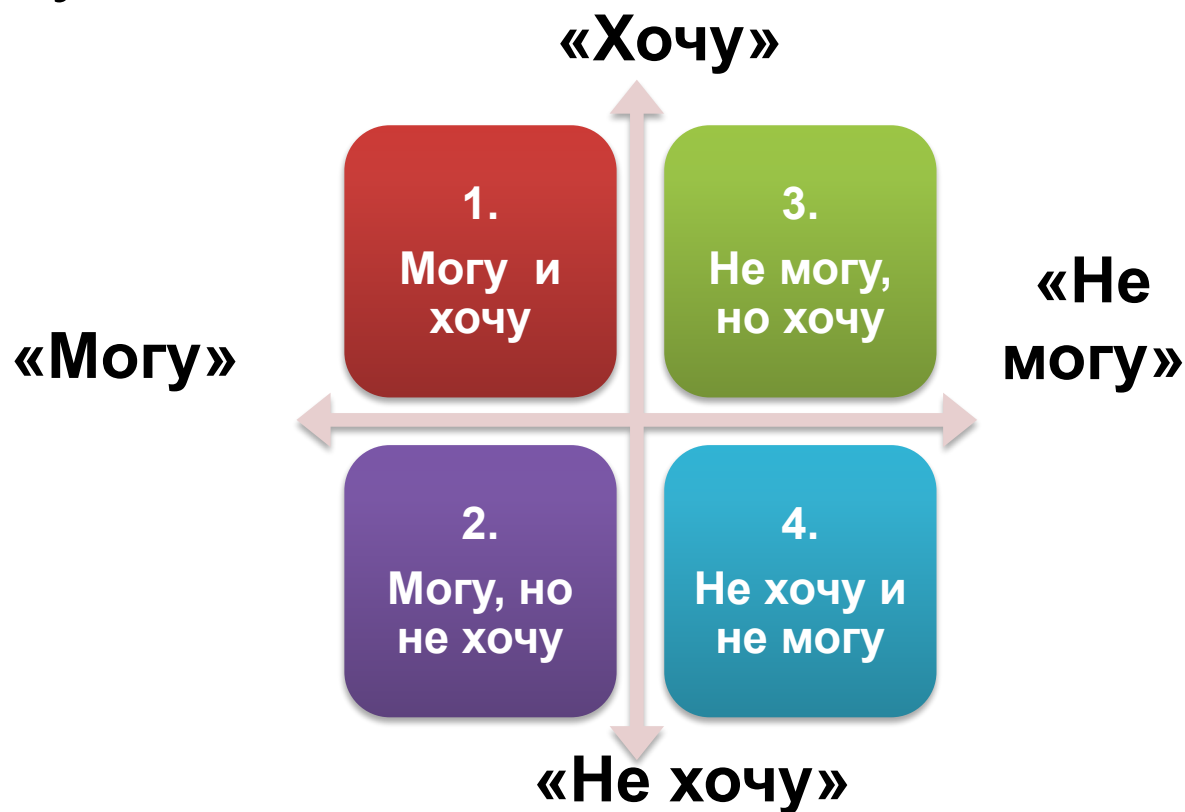 «Хочу»
1.
Могу и
хочу
3.
Не могу,
но хочу
«Могу»
«Не
могу»
2.
Могу, но
не хочу
4.
Не хочу и
не могу
«Не хочу»